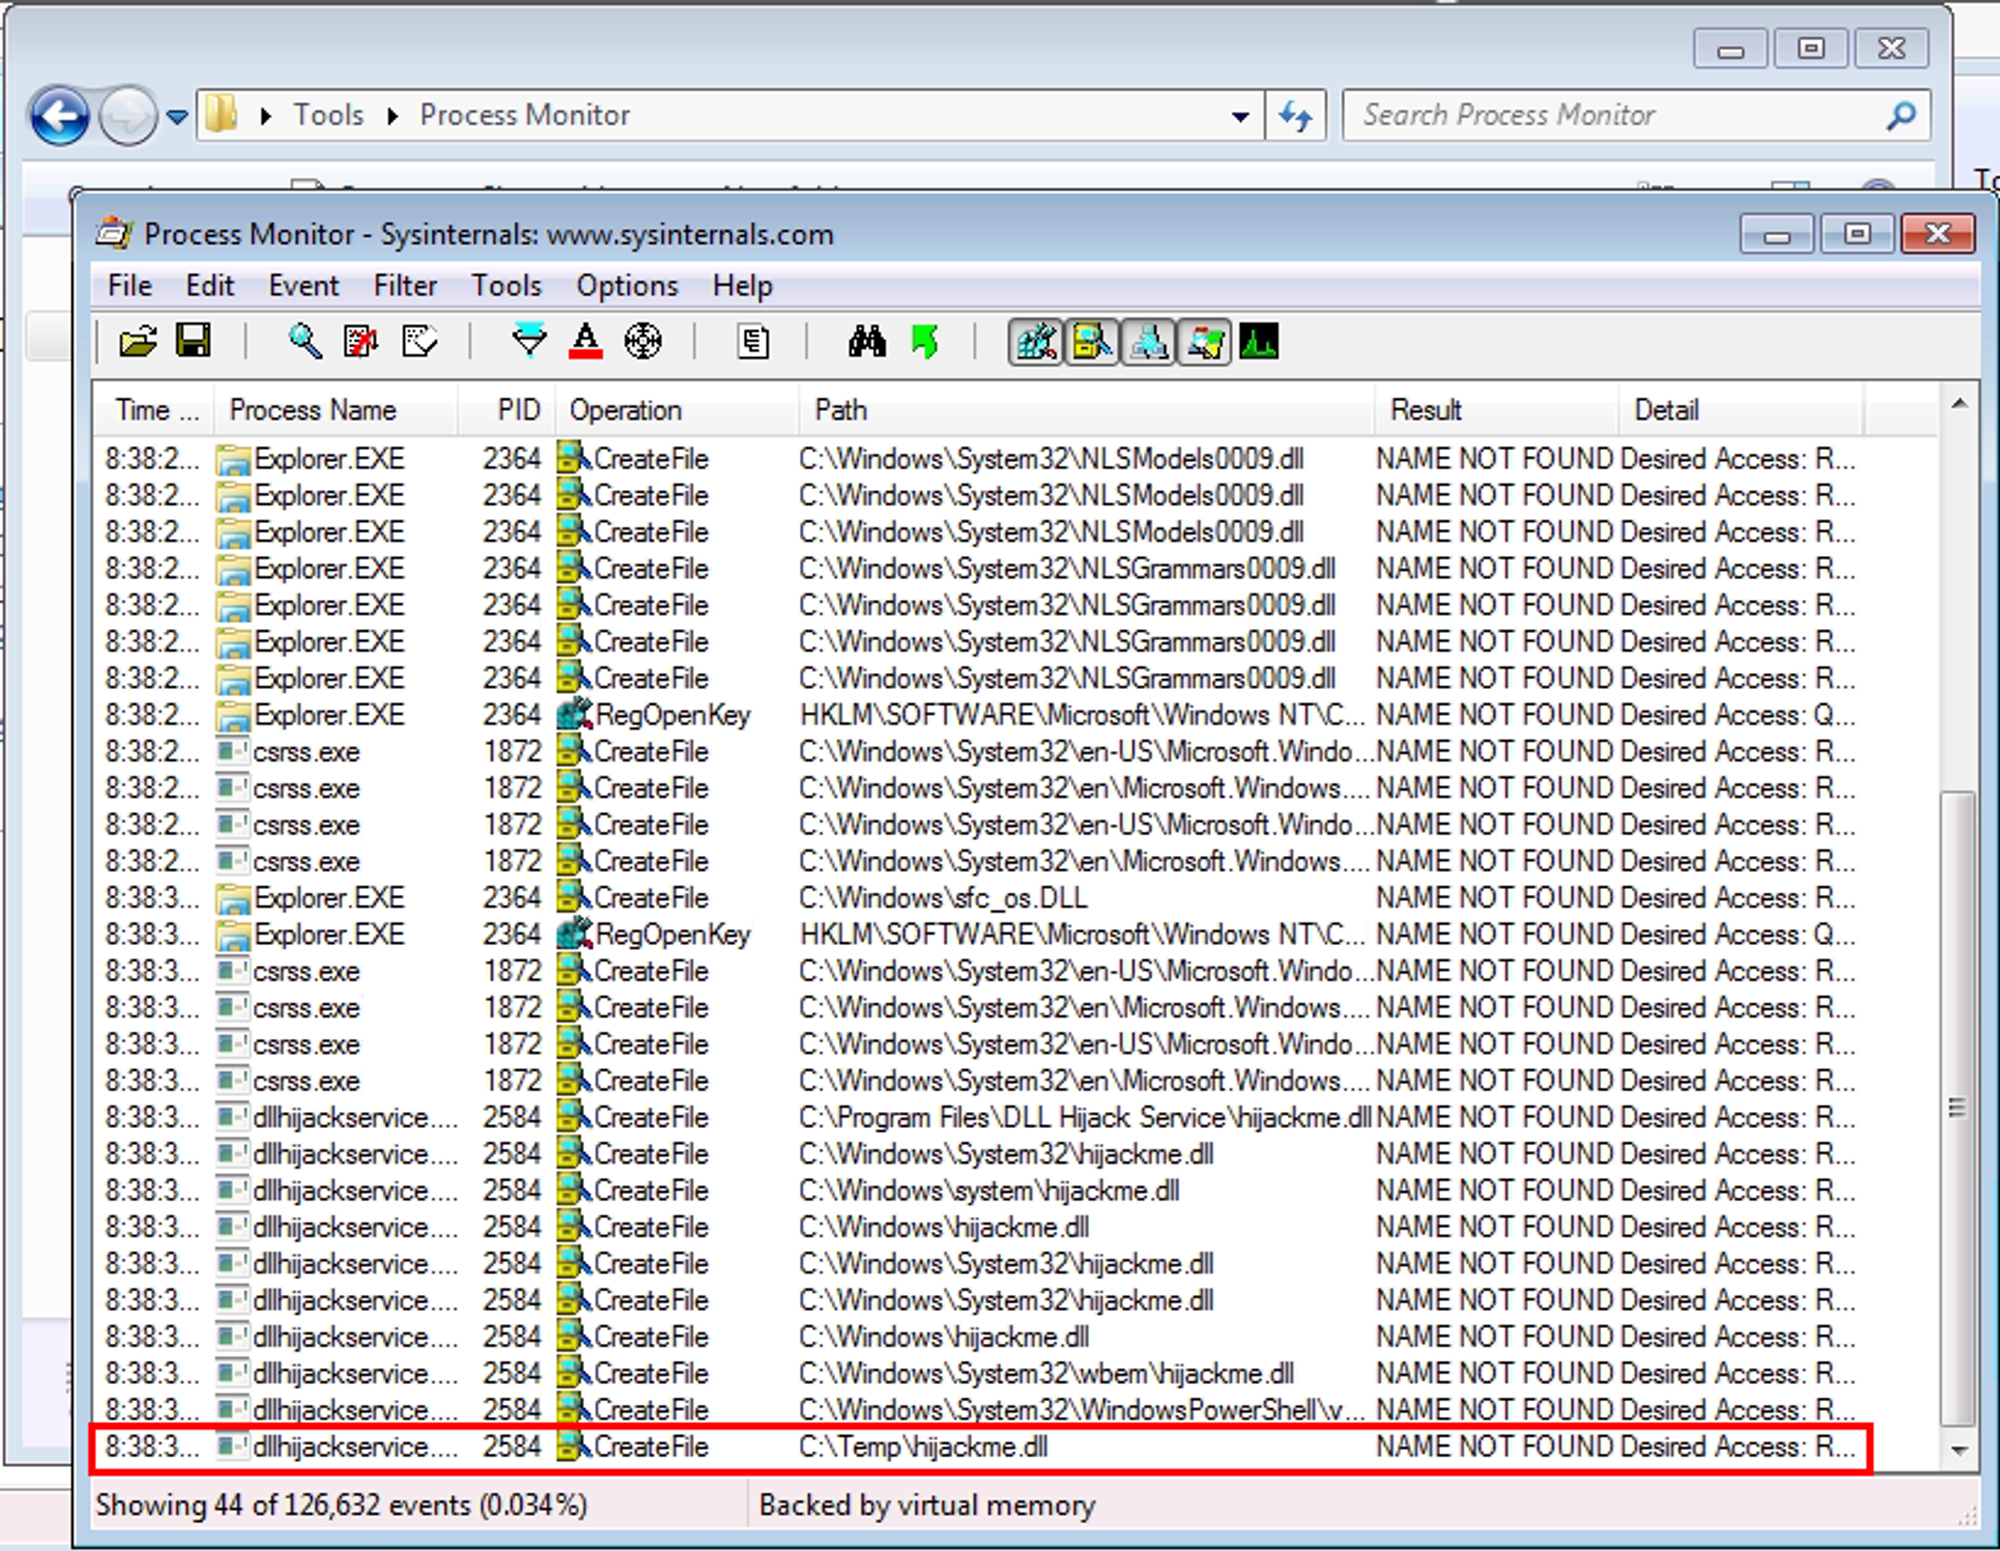 Tools Process Monitor Search Process Monitor
To
Process Monitor - Sysinternals: www.sysinternals.com
File Edit Event Filter Tools Options Help
Time ... Process Name PID Operation Path Result Detail
8:38:2... Explorer.EXE 2364 CreateFile C:\Windows\System32\NLSModels0009.dll NAME NOT FOUND Desired Access: R...
8:38:2... Explorer.EXE 2364 CreateFile C:\Windows\System32\NLSModels0009.dll NAME NOT FOUND Desired Access: R...
8:38:2... Explorer.EXE 2364 CreateFile C:\Windows\System32\NLSModels0009.dll NAME NOT FOUND Desired Access: R...
8:38:2... Explorer.EXE 2364 CreateFile C:\Windows\System32\NLSGrammars0009.dll NAME NOT FOUND Desired Access: R...
8:38:2... Explorer.EXE 2364 CreateFile C:\Windows\System32\NLSGrammars0009.dll NAME NOT FOUND Desired Access: R...
8:38:2... Explorer.EXE 2364 CreateFile C:\Windows\System32\NLSGrammars0009.dll NAME NOT FOUND Desired Access: R...
8:38:2... Explorer.EXE 2364 CreateFile C:\Windows\System32\NLSGrammars0009.dll NAME NOT FOUND Desired Access: R...
8:38:2... Explorer.EXE 2364 RegOpenKey HKLM\SOFTWARE\Microsoft\Windows NT\C... NAME NOT FOUND Desired Access: Q...
8:38:2... csrss.exe 1872 CreateFile C:\Windows\System32\en-US\Microsoft.Windo... NAME NOT FOUND Desired Access: R...
8:38:2... csrss.exe 1872 CreateFile C:\Windows\System32\en\Microsoft.Windows.... NAME NOT FOUND Desired Access: R...
8:38:2... csrss.exe 1872 CreateFile C:\Windows\System32\en-US\Microsoft.Windo... NAME NOT FOUND Desired Access: R...
8:38:2... csrss.exe 1872 CreateFile C:\Windows\System32\en\Microsoft.Windows.... NAME NOT FOUND Desired Access: R...
8:38:3... Explorer.EXE 2364 CreateFile C:\Windows\sfc_os.DLL NAME NOT FOUND Desired Access: R...
8:38:3... Explorer.EXE 2364 RegOpenKey HKLM\SOFTWARE\Microsoft\Windows NT\C... NAME NOT FOUND Desired Access: Q...
8:38:3... csrss.exe 1872 CreateFile C:\Windows\System32\en-US\Microsoft.Windo... NAME NOT FOUND Desired Access: R...
8:38:3... csrss.exe 1872 CreateFile C:\Windows\System32\en\Microsoft.Windows.... NAME NOT FOUND Desired Access: R...
8:38:3... csrss.exe 1872 CreateFile C:\Windows\System32\en-US\Microsoft.Windo... NAME NOT FOUND Desired Access: R...
8:38:3... csrss.exe 1872 CreateFile C:\Windows\System32\en\Microsoft.Windows.... NAME NOT FOUND Desired Access: R...
8:38:3... dllhijackservice.... 2584 CreateFile C:\Program Files\DLL Hijack Service\hijackme.dll NAME NOT FOUND Desired Access: R...
8:38:3... dllhijackservice.... 2584 CreateFile C:\Windows\System32\hijackme.dll NAME NOT FOUND Desired Access: R...
8:38:3... dllhijackservice.... 2584 CreateFile C:\Windows\system\hijackme.dll NAME NOT FOUND Desired Access: R...
8:38:3... dllhijackservice.... 2584 CreateFile C:\Windows\hijackme.dll NAME NOT FOUND Desired Access: R...
8:38:3... dllhijackservice.... 2584 CreateFile C:\Windows\System32\hijackme.dll NAME NOT FOUND Desired Access: R...
8:38:3... dllhijackservice.... 2584 CreateFile C:\Windows\System32\hijackme.dll NAME NOT FOUND Desired Access: R...
8:38:3... dllhijackservice.... 2584 CreateFile C:\Windows\hijackme.dll NAME NOT FOUND Desired Access: R...
8:38:3... dllhijackservice.... 2584 CreateFile C:\Windows\System32\wbem\hijackme.dll NAME NOT FOUND Desired Access: R...
8:38:3... dllhijackservice.... 2584 CreateFile C:\Windows\System32\WindowsPowerShell\v... NAME NOT FOUND Desired Access: R...
8:38:3... dllhijackservice.... 2584 CreateFile C:\Temp\hijackme.dll NAME NOT FOUND Desired Access: R...
Showing 44 of 126,632 events (0.034%) Backed by virtual memory